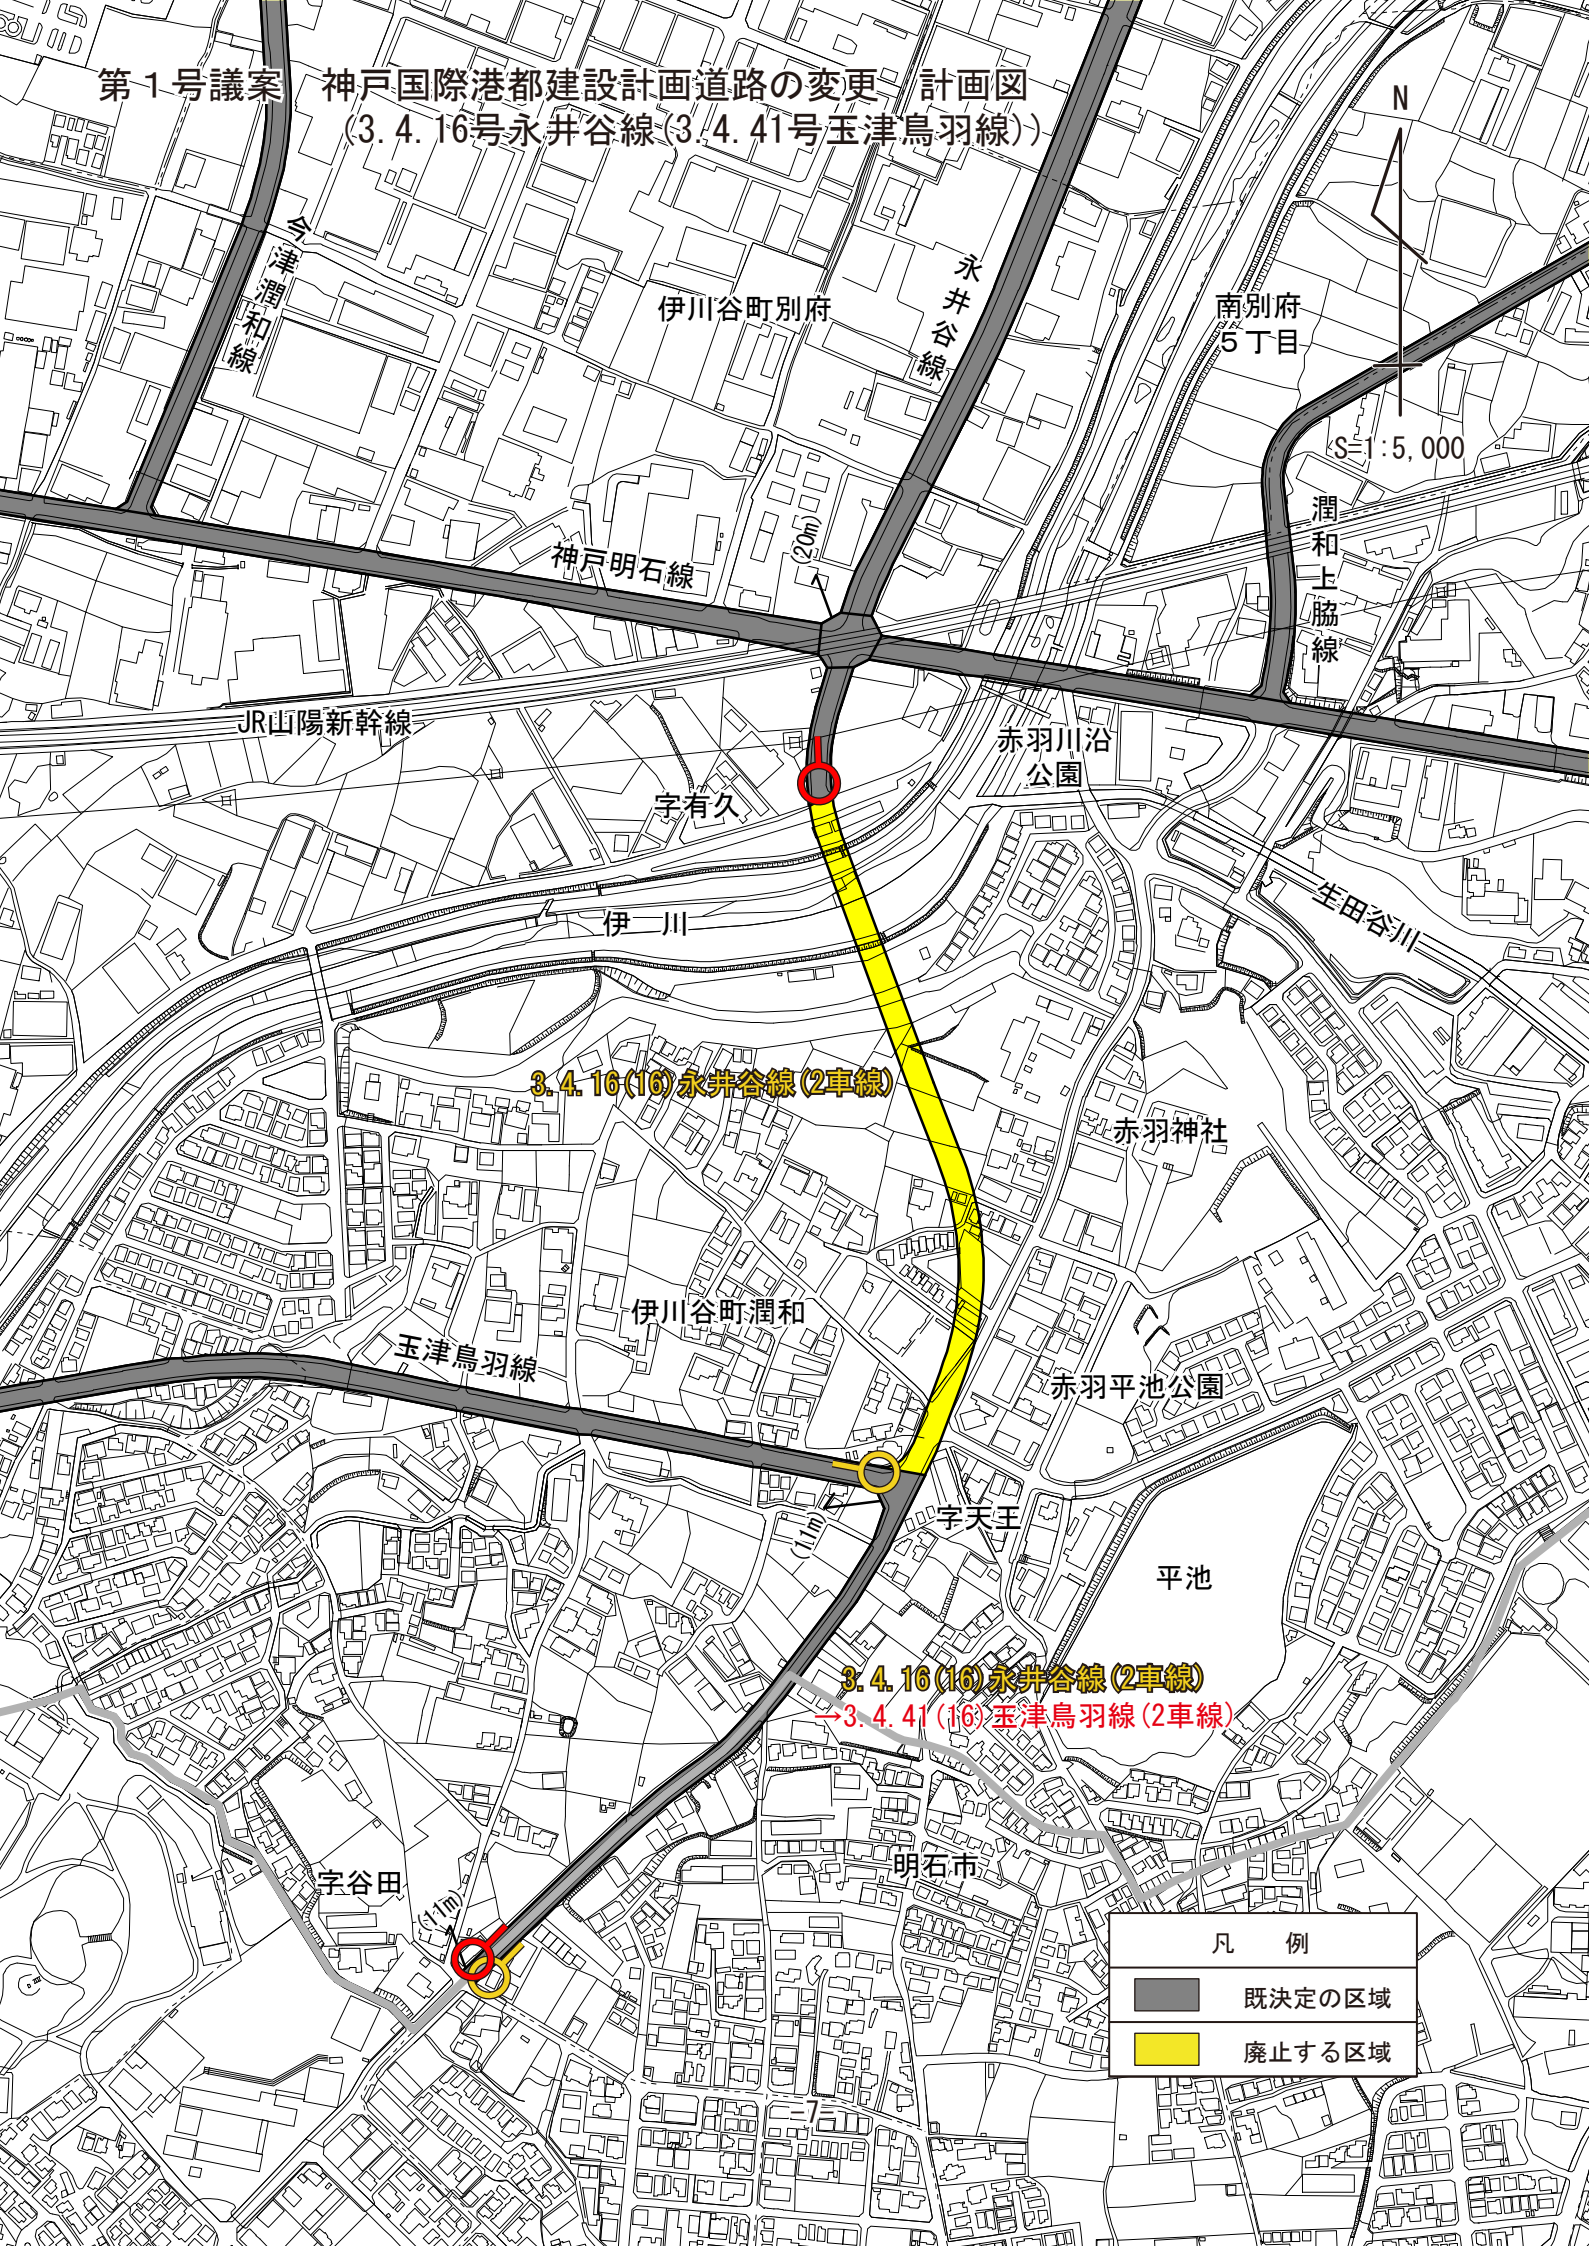 第１号議案　神戸国際港都建設計画道路の変更　計画図
(3.4.16号永井谷線(3.4.41号玉津鳥羽線))
N
今津潤和線
永井谷線
伊川谷町別府
南別府
５丁目
S=1:5,000
潤和上脇線
(20m)
神戸明石線
JR山陽新幹線
赤羽川沿
公園
字有久
伊　川
生田谷川
3.4.16(16)永井谷線(2車線)
赤羽神社
伊川谷町潤和
玉津鳥羽線
赤羽平池公園
(11m)
字天王
平池
3.4.16(16)永井谷線(2車線)
→3.4.41(16)玉津鳥羽線(2車線)
明石市
字谷田
(11m)
凡　例
既決定の区域
廃止する区域
-7-